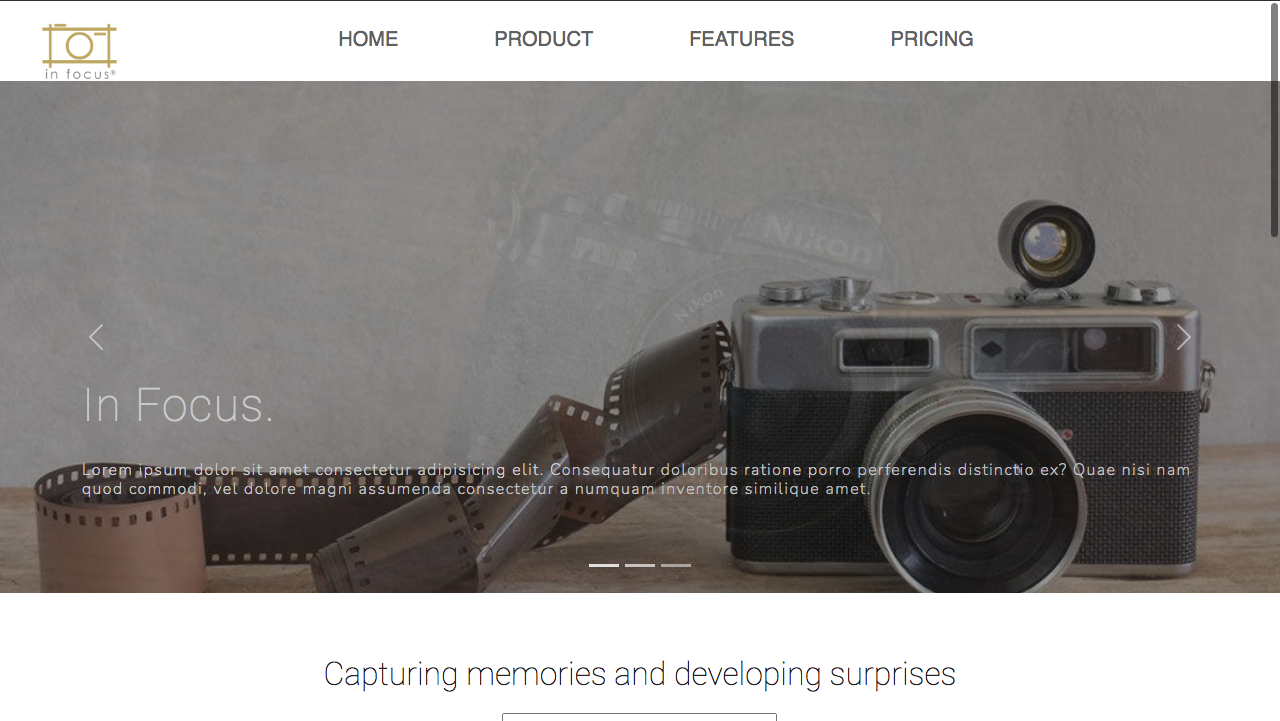 in focus®
HOME PRODUCT FEATURES PRICING
Nikon
Nikon
In Focus.
Lorem ipsum dolor sit amet consectetur adipisicing elit. Consequatur doloribus ratione porro perferendis distinctio ex? Quae nisi nam
quod commodi, vel dolore magni assumenda consectetur a numquam inventore similique amet.
Capturing memories and developing surprises